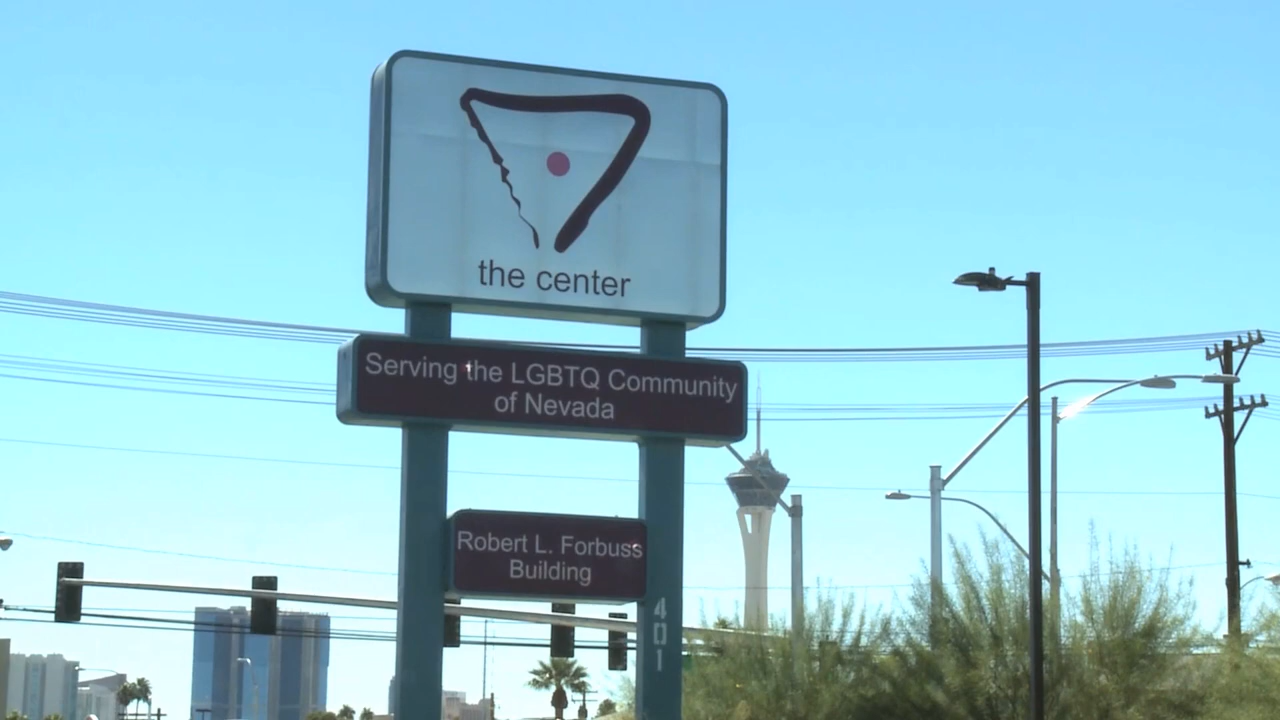 the center
Serving the LGBTQ Community
of Nevada
Robert L. Forbuss
Building
401